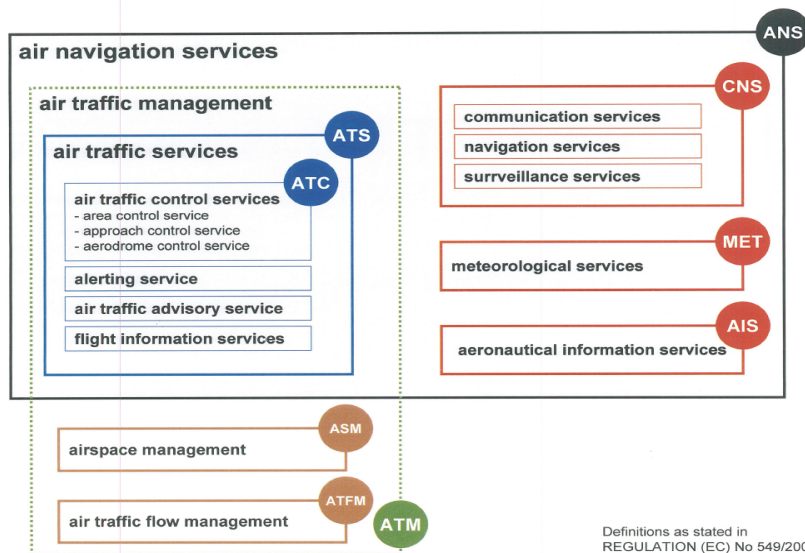 ANS
air navigation services
air traffic management
ATS
air traffic services
ATC
air traffic control services
- area control service
- approach control service
- aerodrome control service
alerting service
air traffic advisory service
flight information services
CNS
communication services
navigation services
surrveillance services
MET
meteorological services
AIS
aeronautical information services
ASM
airspace management
ATFM
air traffic flow management
ATM
Definitions as stated in
REGULATION (EC) No 549/200